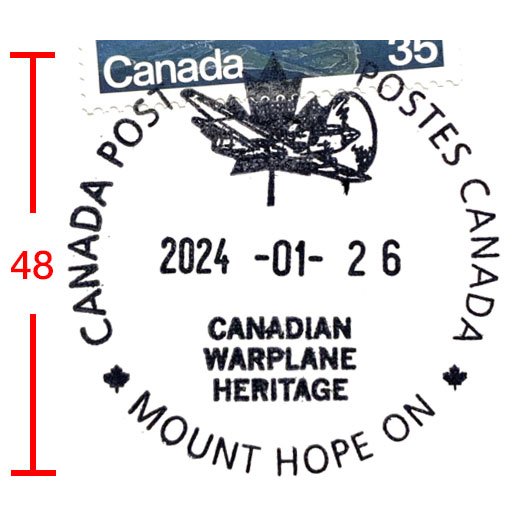 Canada 35
CANADA POST
POSTES CANADA
48
2024 -01- 26
CANADIAN
WARPLANE
HERITAGE
MOUNT HOPE ON